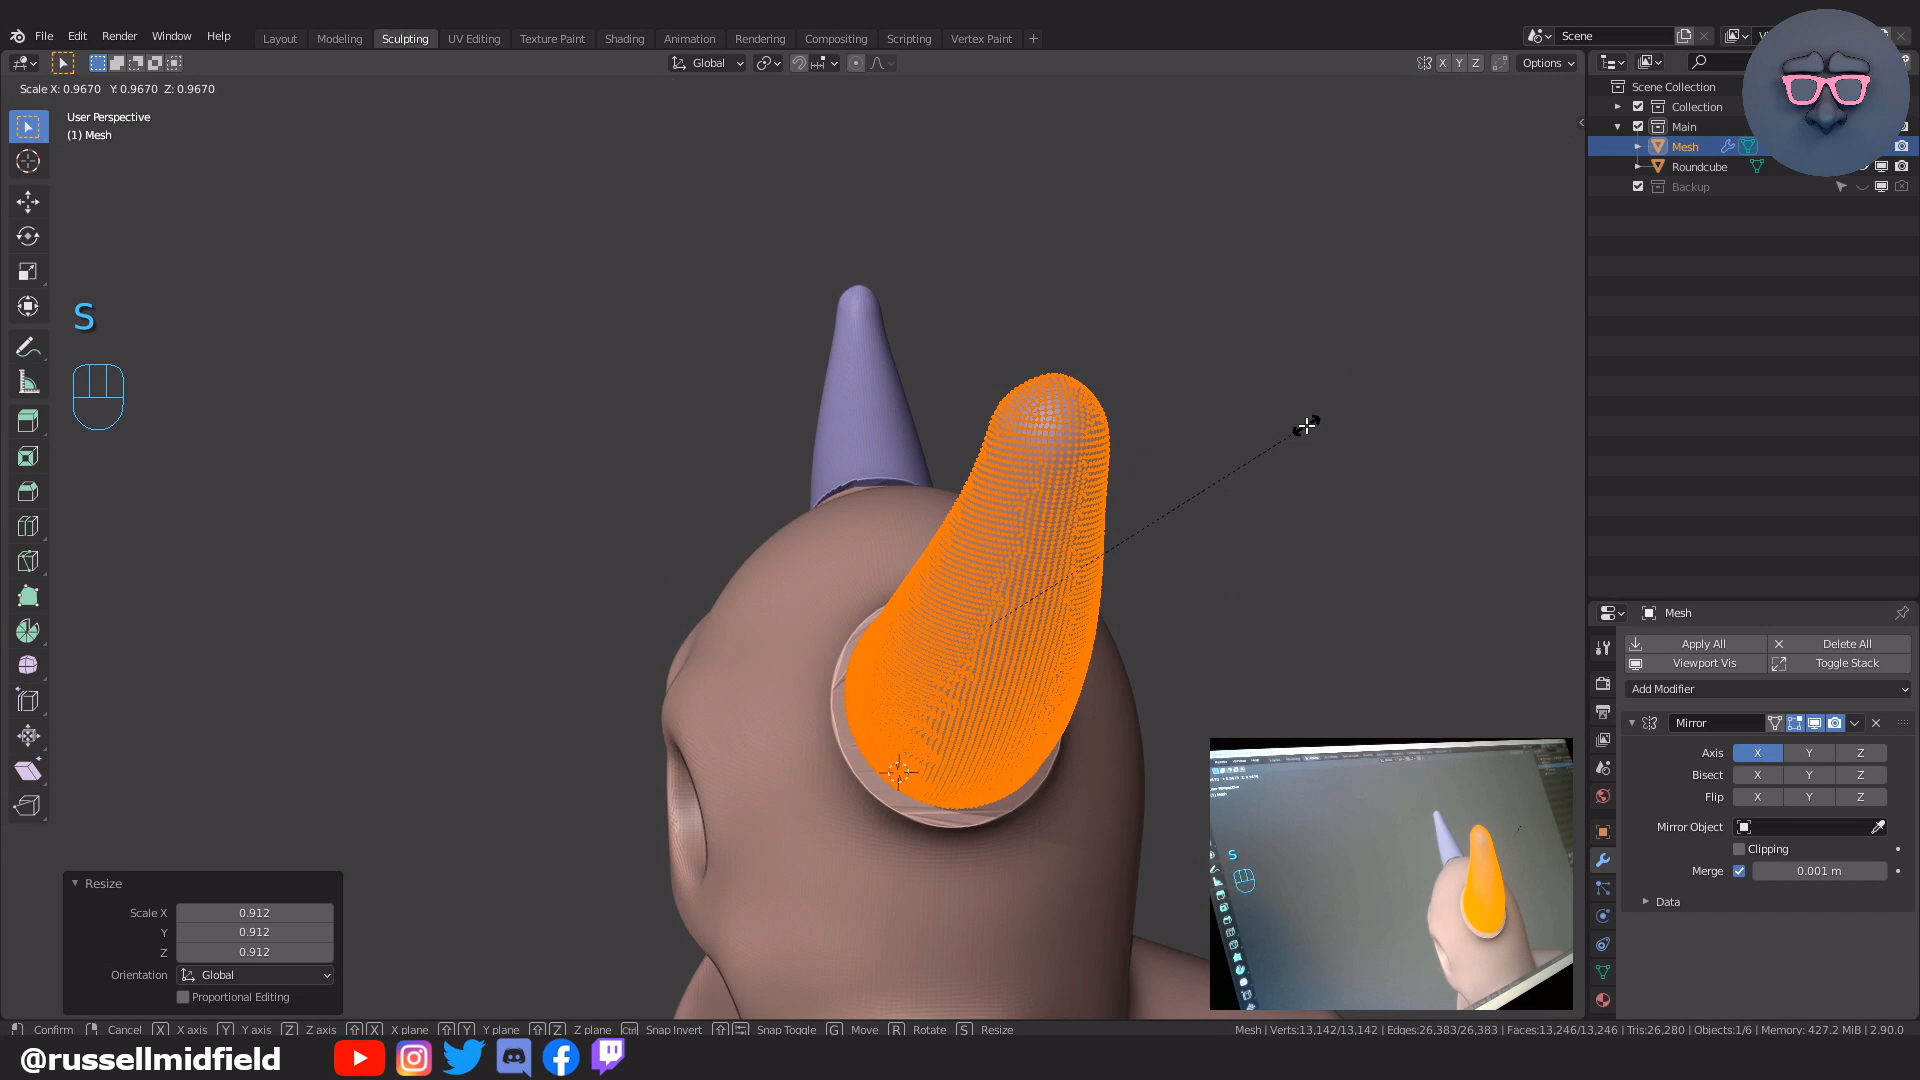 File Edit Render Window Help Layout Modeling Sculpting UV Editing Texture Paint Shading Animation Rendering Compositing Scripting Geometry Vertex Paint + Scene
Global X Y Z Options
Scale X: 0.9670 Y: 0.9670 Z: 0.9670
User Perspective
(1) Mesh
S
Scene Collection
Collection
Main
Mesh
Roundcube
Backup
Mesh
Apply All Delete All
Viewport Vis Toggle Stack
Add Modifier
Mirror
Axis X Y Z
Bisect X Y Z
Flip X Y Z
Mirror Object
Clipping
Merge 0.001 m
Data
Resize
Scale X 0.912
Y 0.912
Z 0.912
Orientation Global
Proportional Editing
S
Confirm Cancel X X axis Y Y axis Z Z axis X X plane Y Y plane Z Z plane Ctrl Snap Invert Snap Toggle G Move R Rotate S Resize
Mesh | Verts:13,142/13,142 | Edges:26,383/26,383 | Faces:13,246/13,246 | Tris:26,280 | Objects:1/6 | Memory: 427.2 MiB | 2.90.0
@russellmidfield